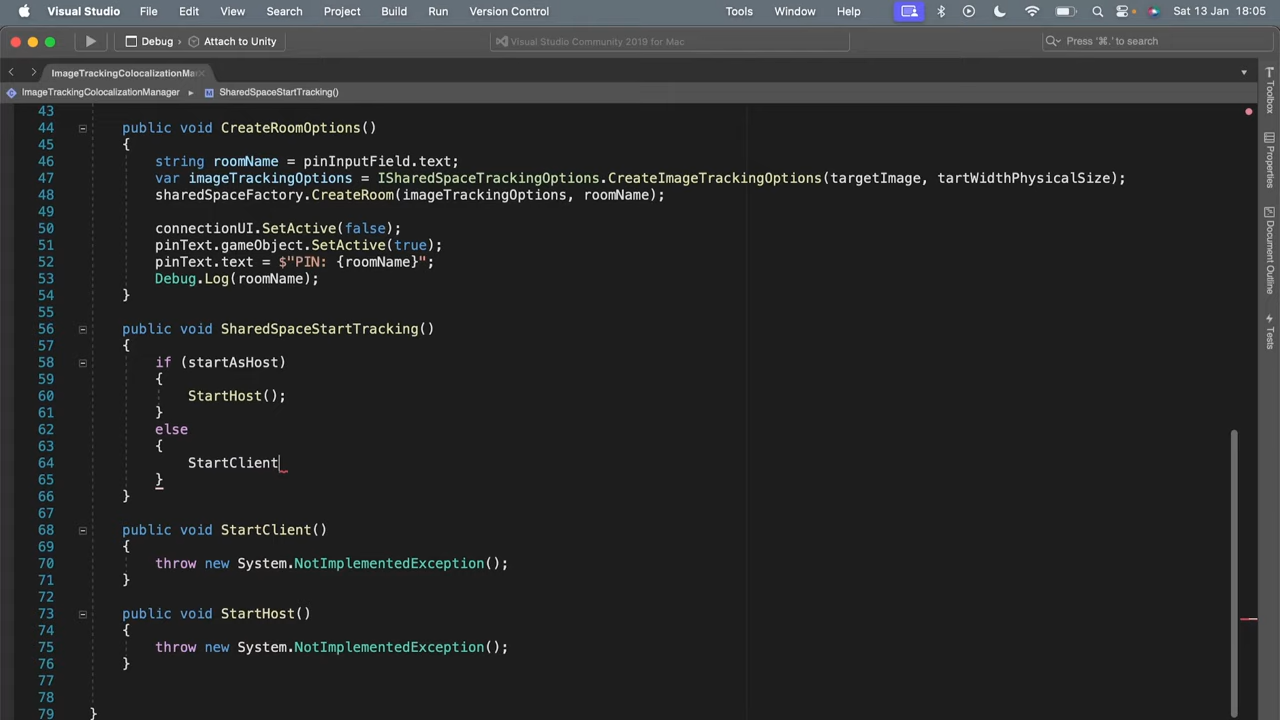 Visual Studio File Edit View Search Project Build Run Version Control Tools Window Help Sat 13 Jan 18:05
Debug › Attach to Unity Visual Studio Community 2019 for Mac Press '⌘.' to search
ImageTrackingColocalizationMa
ImageTrackingColocalizationManager ▸ SharedSpaceStartTracking()
43
44 public void CreateRoomOptions()
45 {
46 string roomName = pinInputField.text;
47 var imageTrackingOptions = ISharedSpaceTrackingOptions.CreateImageTrackingOptions(targetImage, tartWidthPhysicalSize);
48 sharedSpaceFactory.CreateRoom(imageTrackingOptions, roomName);
49
50 connectionUI.SetActive(false);
51 pinText.gameObject.SetActive(true);
52 pinText.text = $"PIN: {roomName}";
53 Debug.Log(roomName);
54 }
55
56 public void SharedSpaceStartTracking()
57 {
58 if (startAsHost)
59 {
60 StartHost();
61 }
62 else
63 {
64 StartClient
65 }
66 }
67
68 public void StartClient()
69 {
70 throw new System.NotImplementedException();
71 }
72
73 public void StartHost()
74 {
75 throw new System.NotImplementedException();
76 }
77
78
79 }
Toolbox
Properties
Document Outline
Tests